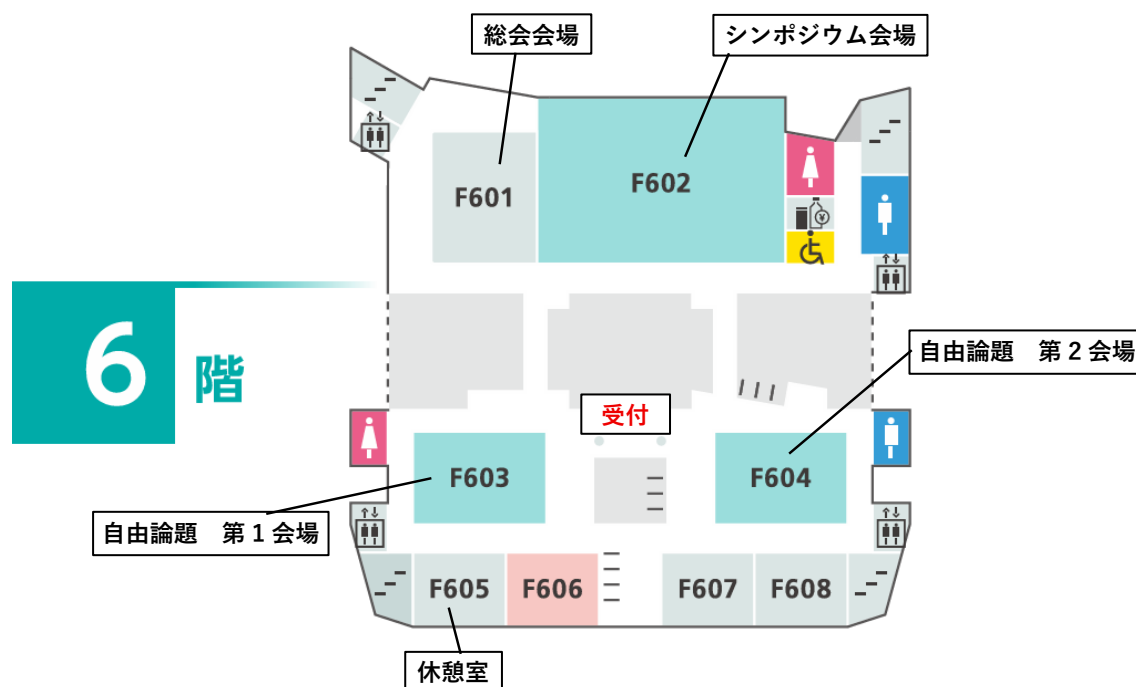 総会会場
シンポジウム会場
F601
F602
¥
6 階
自由論題　第２会場
受付
F603
F604
自由論題　第１会場
F605
F606
F607
F608
休憩室